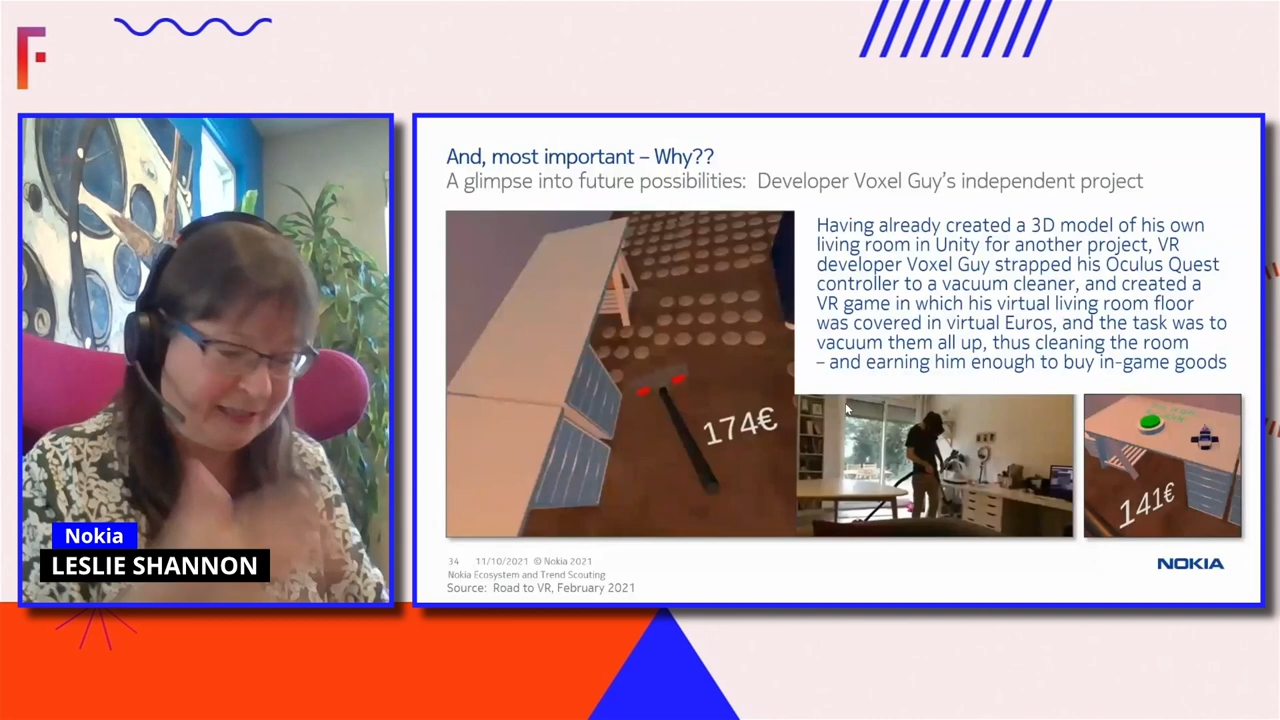 Nokia
LESLIE SHANNON
And, most important – Why??
A glimpse into future possibilities: Developer Voxel Guy's independent project
Having already created a 3D model of his own
living room in Unity for another project, VR
developer Voxel Guy strapped his Oculus Quest
controller to a vacuum cleaner, and created a
VR game in which his virtual living room floor
was covered in virtual Euros, and the task was to
vacuum them all up, thus cleaning the room
– and earning him enough to buy in-game goods
174€
141€
34 11/10/2021 © Nokia 2021
Nokia Ecosystem and Trend Scouting
Source: Road to VR, February 2021
NOKIA